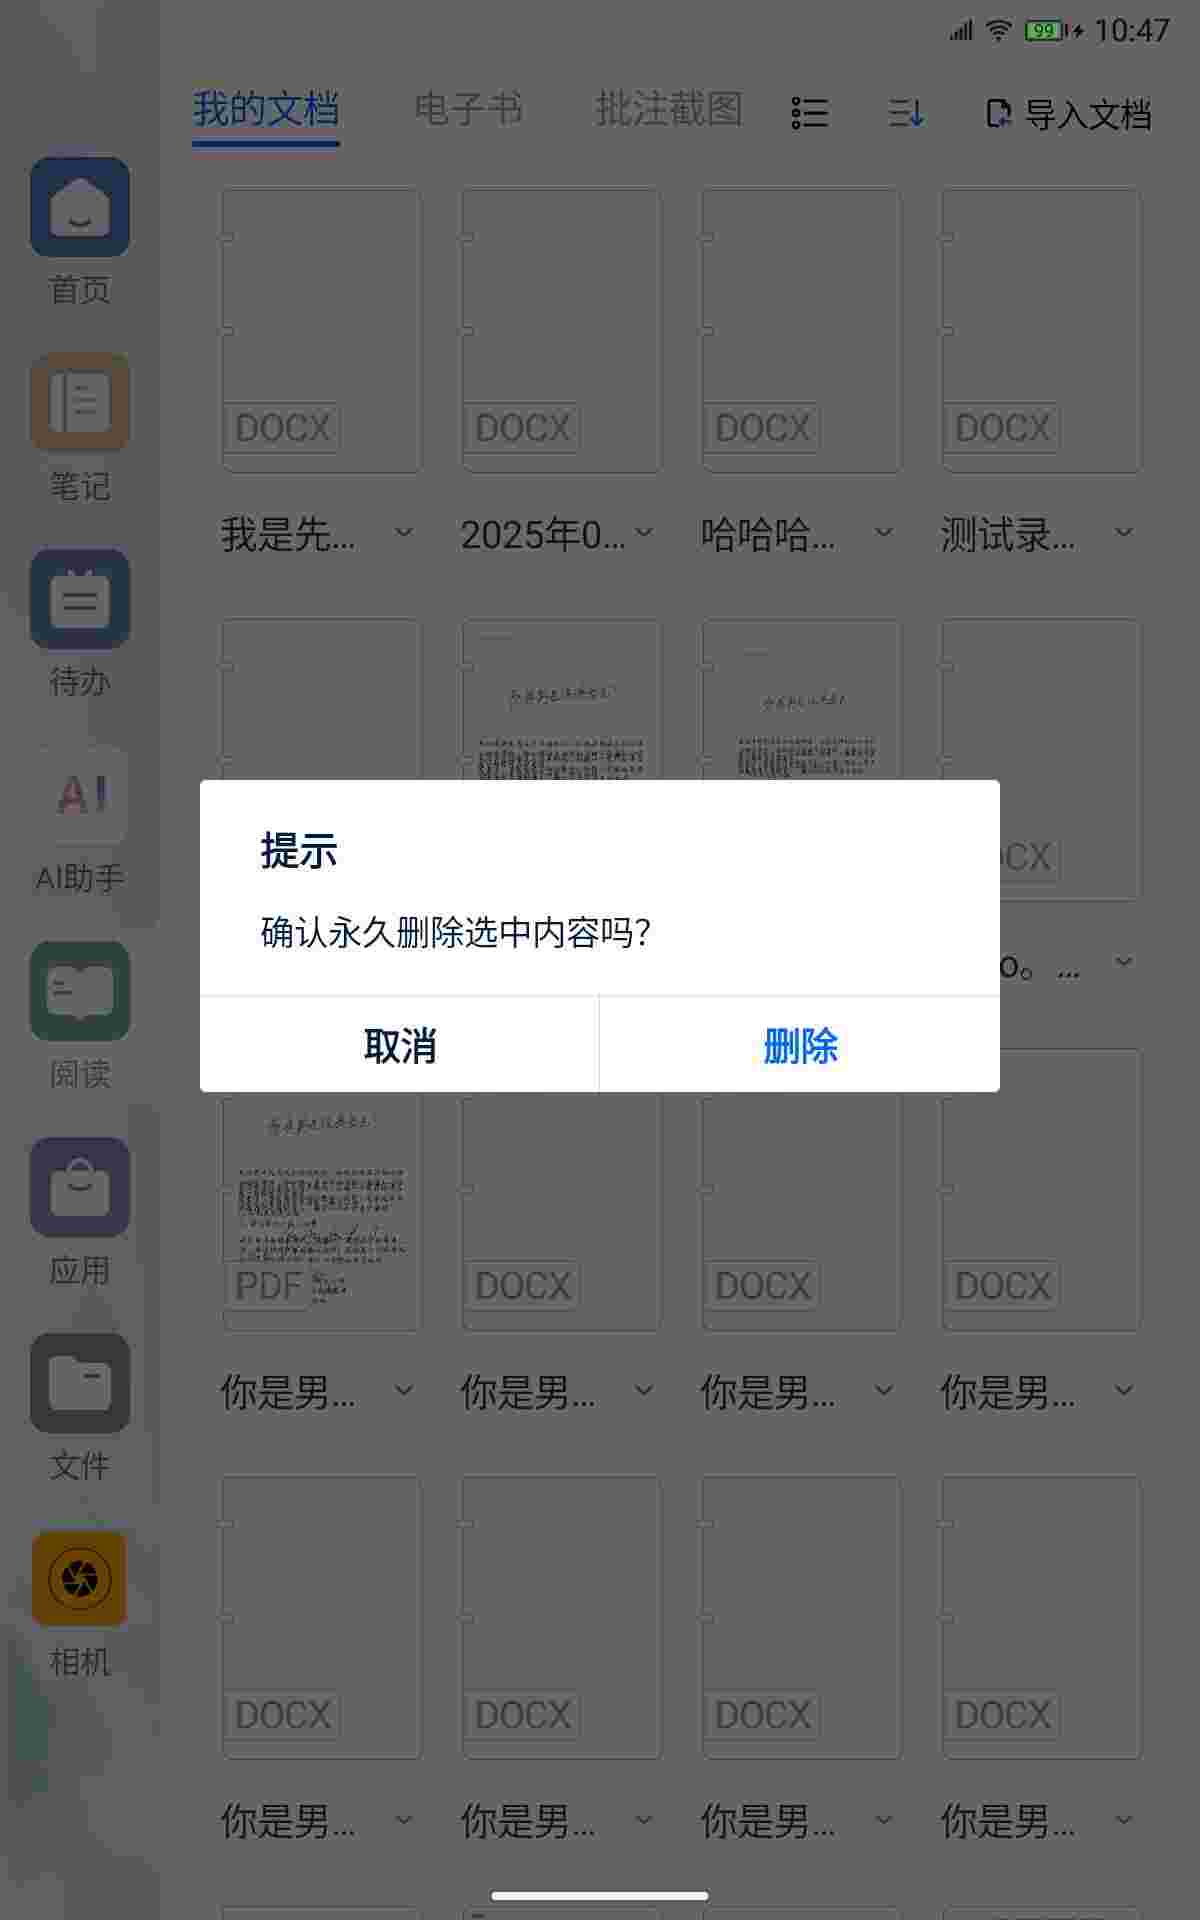 99 10:47
我的文档 电子书 批注截图 导入文档
首页
笔记
待办
AI
AI助手
阅读
应用
文件
相机
DOCX DOCX DOCX DOCX
我是先... 2025年0... 哈哈哈... 测试录...
提示
确认永久删除选中内容吗?
取消 删除
o。 ...
PDF DOCX DOCX DOCX
你是男... 你是男... 你是男... 你是男...
DOCX DOCX DOCX DOCX
你是男... 你是男... 你是男... 你是男...